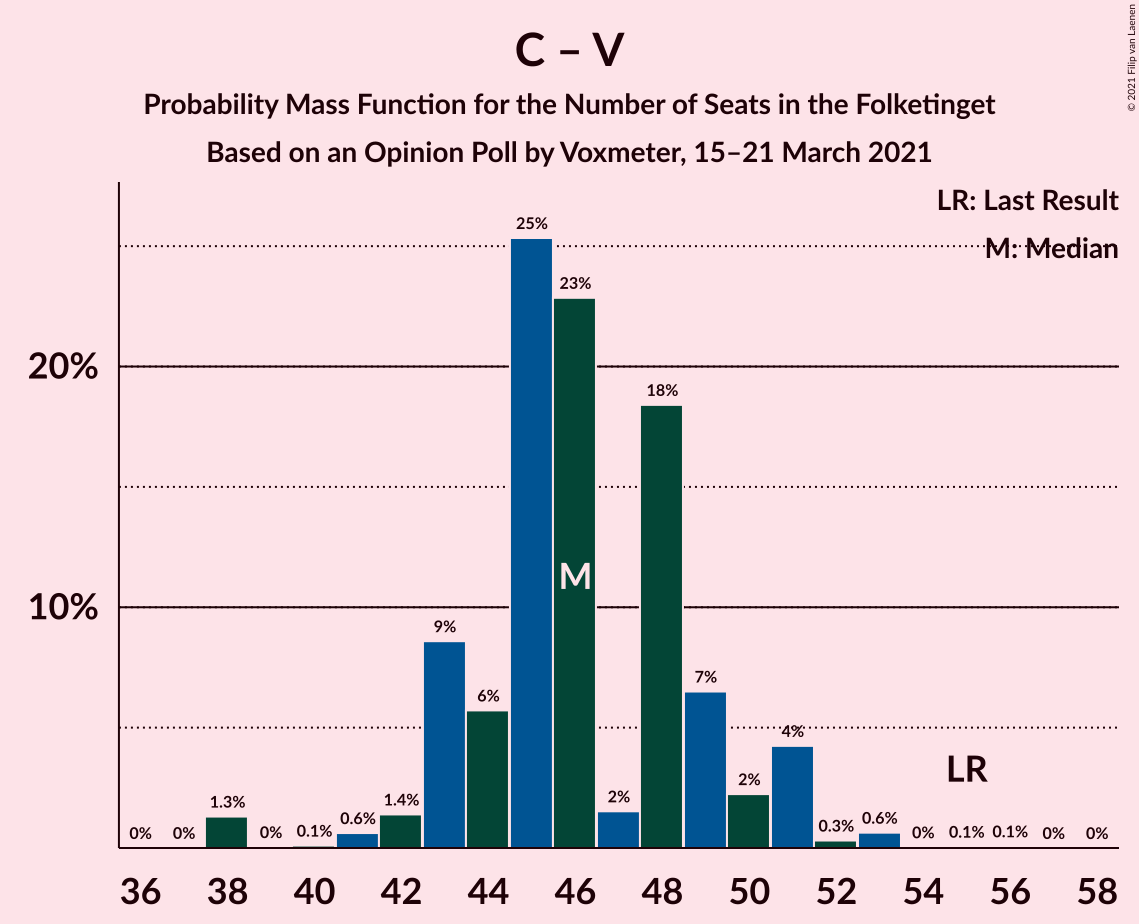 C – V
Probability Mass Function for the Number of Seats in the Folketinget
Based on an Opinion Poll by Voxmeter, 15–21 March 2021
© 2021 Filip van Laenen
LR: Last Result
M: Median
20%
10%
0%
0%
1.3%
0%
0.1%
0.6%
1.4%
9%
6%
25%
23%
2%
18%
7%
2%
4%
0.3%
0.6%
0%
0.1%
0.1%
0%
0%
M
LR
36 38 40 42 44 46 48 50 52 54 56 58